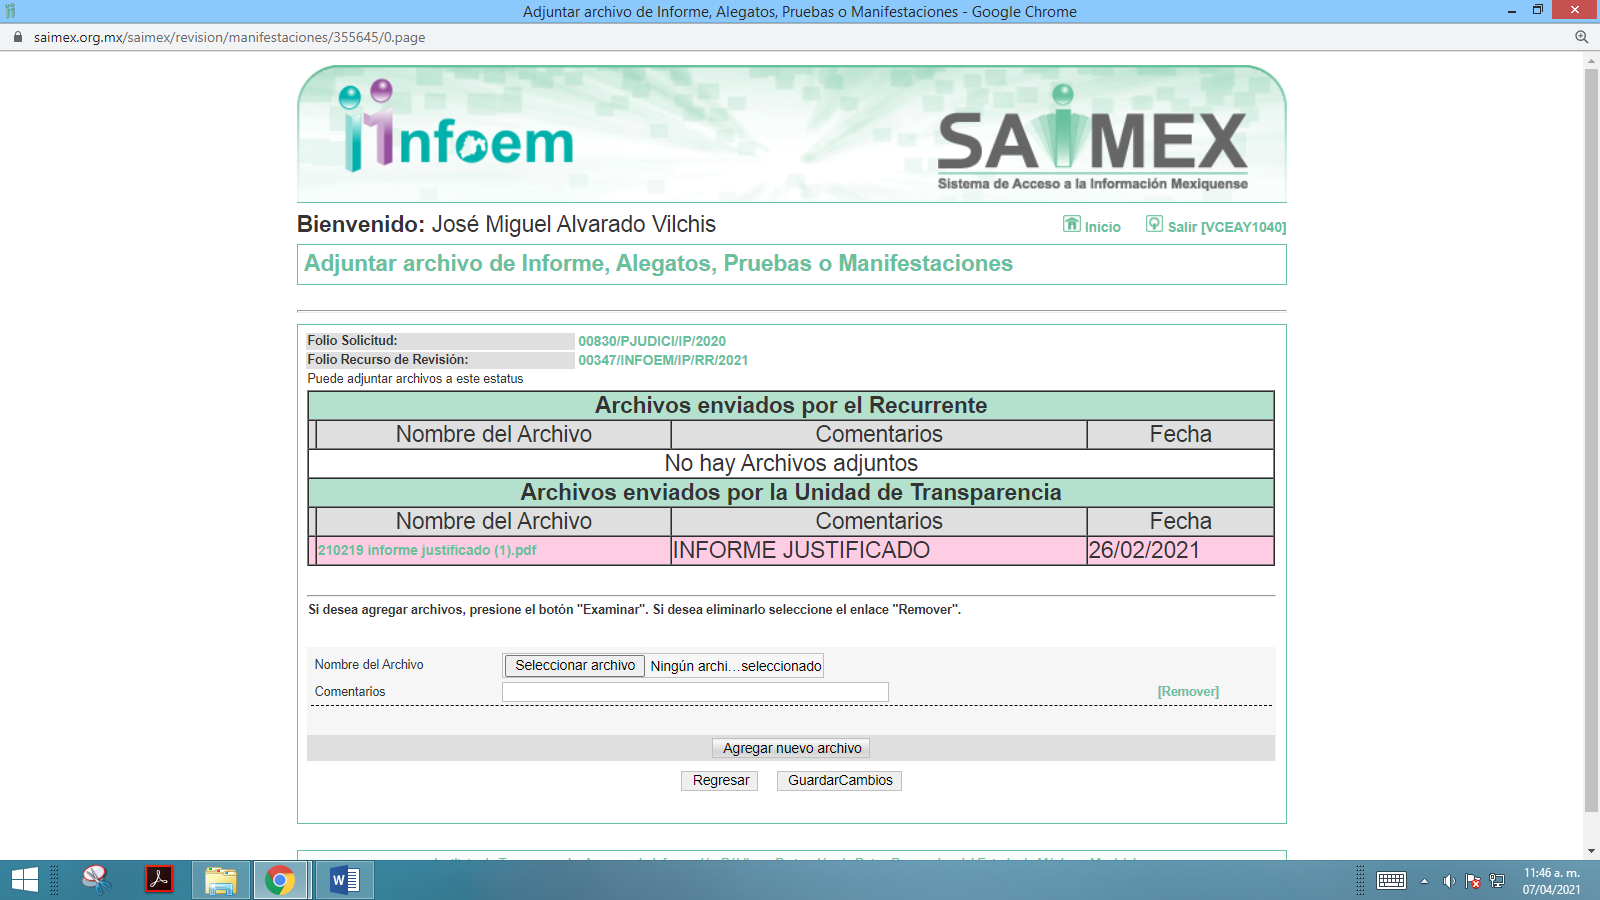 Adjuntar archivo de Informe, Alegatos, Pruebas o Manifestaciones - Google Chrome
saimex.org.mx/saimex/revision/manifestaciones/355645/0.page
infoem
SAIMEX
Sistema de Acceso a la Información Mexiquense
Bienvenido: José Miguel Alvarado Vilchis
Inicio Salir [VCEAY1040]
Adjuntar archivo de Informe, Alegatos, Pruebas o Manifestaciones
Folio Solicitud: 00830/PJUDICI/IP/2020
Folio Recurso de Revisión: 00347/INFOEM/IP/RR/2021
Puede adjuntar archivos a este estatus
Archivos enviados por el Recurrente
Nombre del Archivo Comentarios Fecha
No hay Archivos adjuntos
Archivos enviados por la Unidad de Transparencia
Nombre del Archivo Comentarios Fecha
210219 informe justificado (1).pdf INFORME JUSTIFICADO 26/02/2021
Si desea agregar archivos, presione el botón "Examinar". Si desea eliminarlo seleccione el enlace "Remover".
Nombre del Archivo Seleccionar archivo Ningún archi...seleccionado
Comentarios [Remover]
Agregar nuevo archivo
Regresar GuardarCambios
11:46 a. m.
07/04/2021